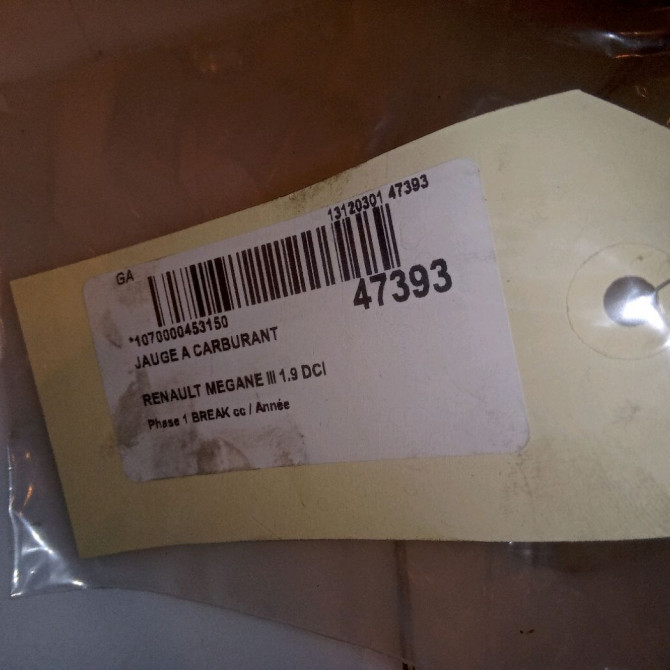 13120301 47393
GA
47393
*1070000453150
JAUGE A CARBURANT
RENAULT MEGANE III 1.9 DCI
Phase 1 BREAK cc / Année